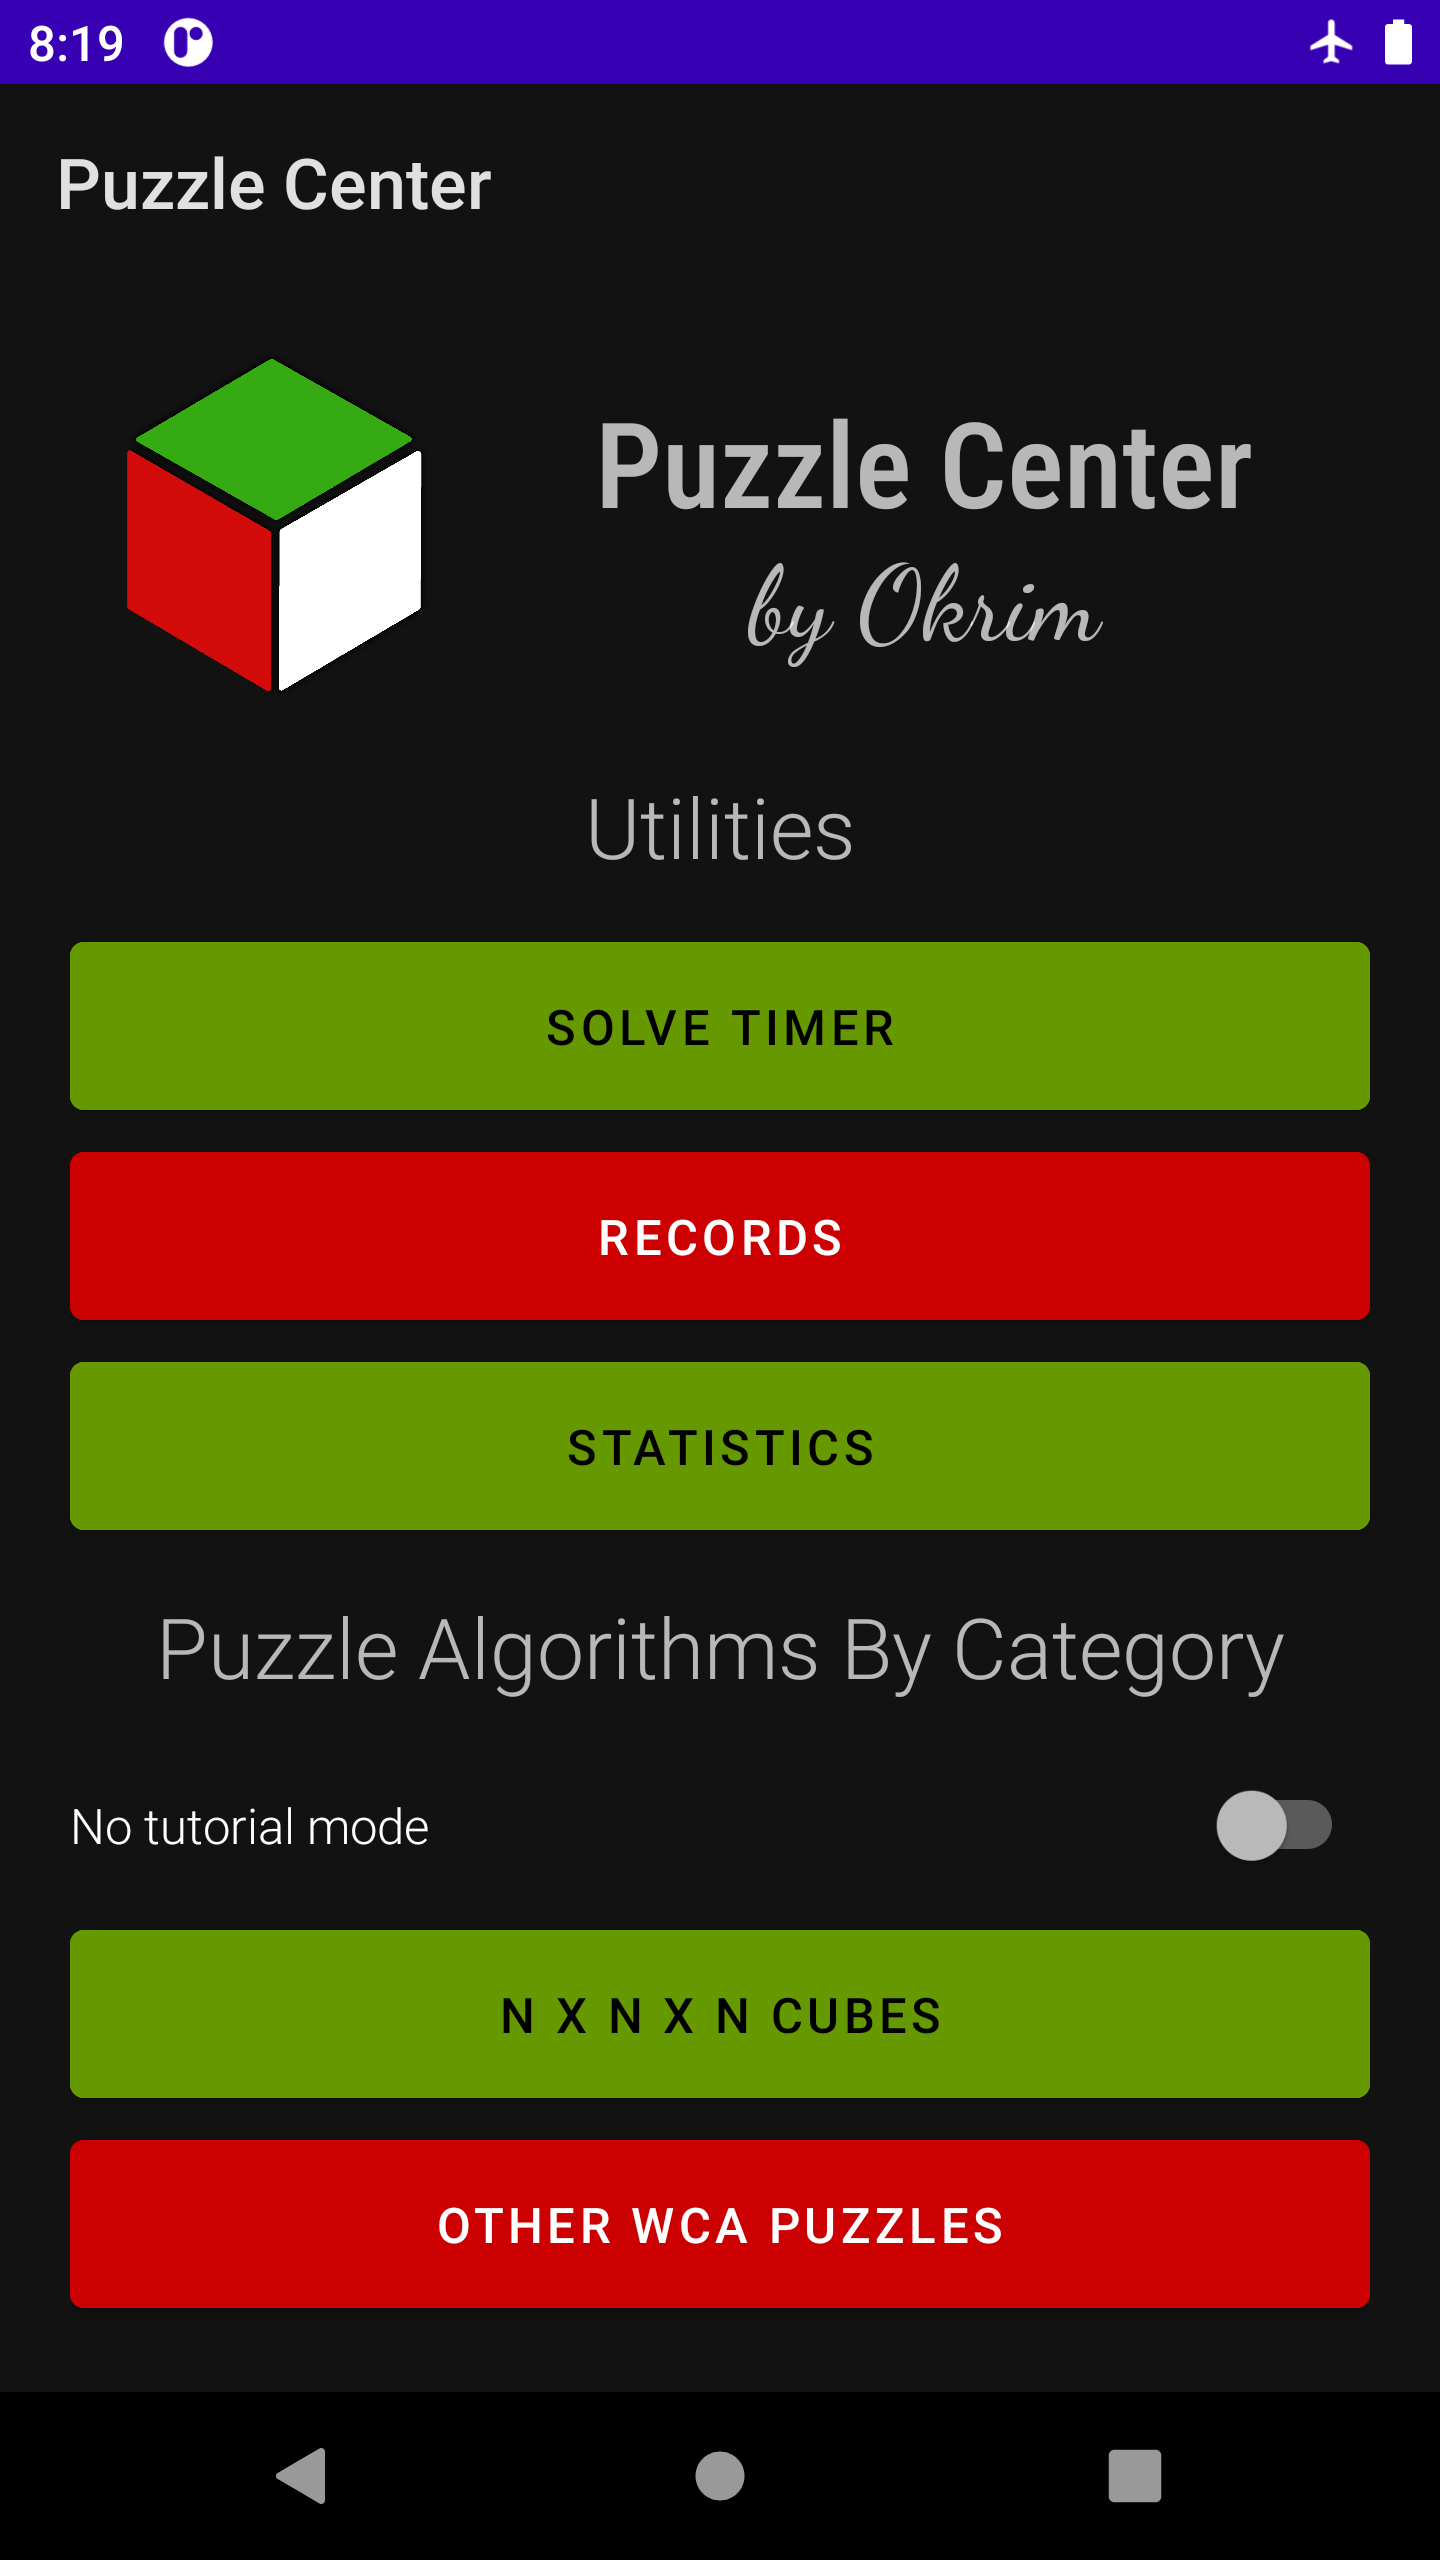 8:19
Puzzle Center
Puzzle Center
by Okrim
Utilities
SOLVE TIMER
RECORDS
STATISTICS
Puzzle Algorithms By Category
No tutorial mode
N X N X N CUBES
OTHER WCA PUZZLES